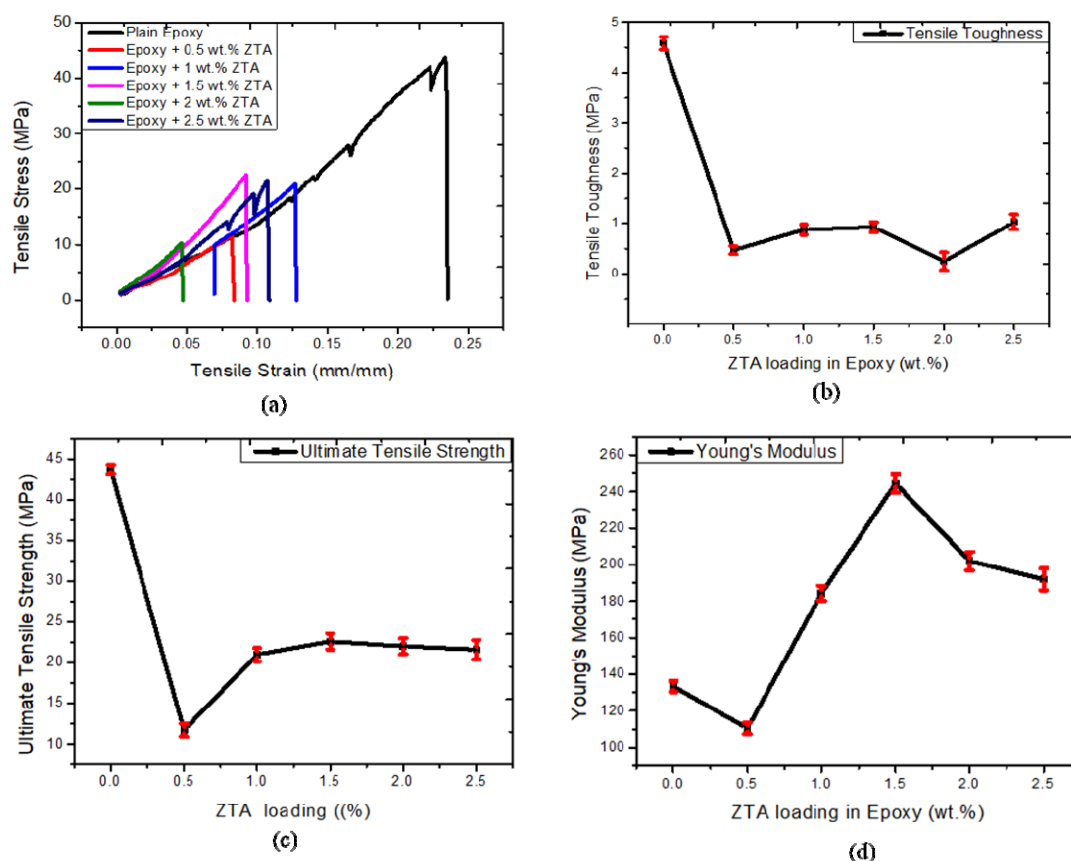 Plain Epoxy
Epoxy + 0.5 wt.% ZTA
Epoxy + 1 wt.% ZTA
Epoxy + 1.5 wt.% ZTA
Epoxy + 2 wt.% ZTA
Epoxy + 2.5 wt.% ZTA
50
40
30
20
10
0
Tensile Stress (MPa)
0.00 0.05 0.10 0.15 0.20 0.25
Tensile Strain (mm/mm)
(a)
Tensile Toughness
5
4
3
2
1
0
Tensile Toughness (MPa)
0.0 0.5 1.0 1.5 2.0 2.5
ZTA loading in Epoxy (wt.%)
(b)
Ultimate Tensile Strength
45
40
35
30
25
20
15
10
Ultimate Tensile Strength (MPa)
0.0 0.5 1.0 1.5 2.0 2.5
ZTA loading ((%)
(c)
Young's Modulus
260
240
220
200
180
160
140
120
100
Young's Modulus (MPa)
0.0 0.5 1.0 1.5 2.0 2.5
ZTA loading in Epoxy (wt.%)
(d)